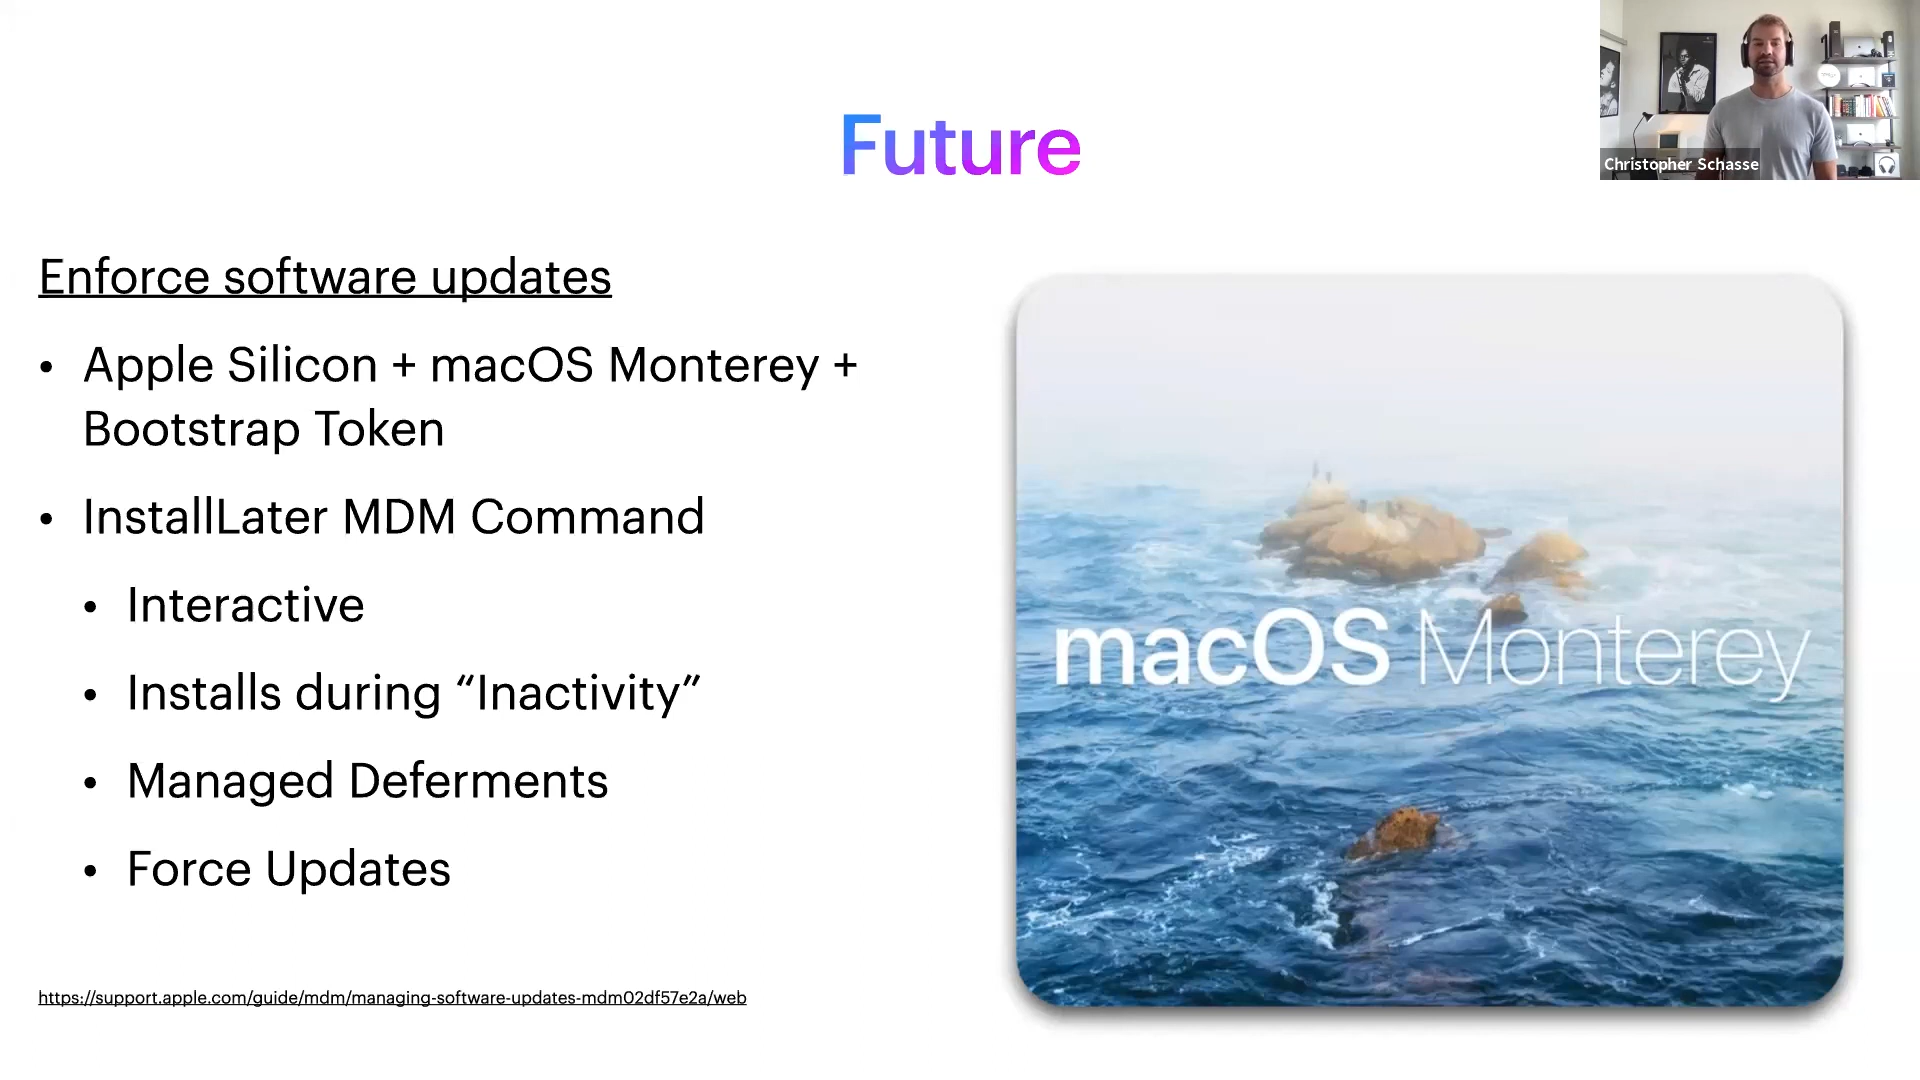 Future
Christopher Schasse
Enforce software updates
• Apple Silicon + macOS Monterey +
Bootstrap Token
• InstallLater MDM Command
• Interactive
• Installs during “Inactivity”
• Managed Deferments
• Force Updates
macOS Monterey
https://support.apple.com/guide/mdm/managing-software-updates-mdm02df57e2a/web